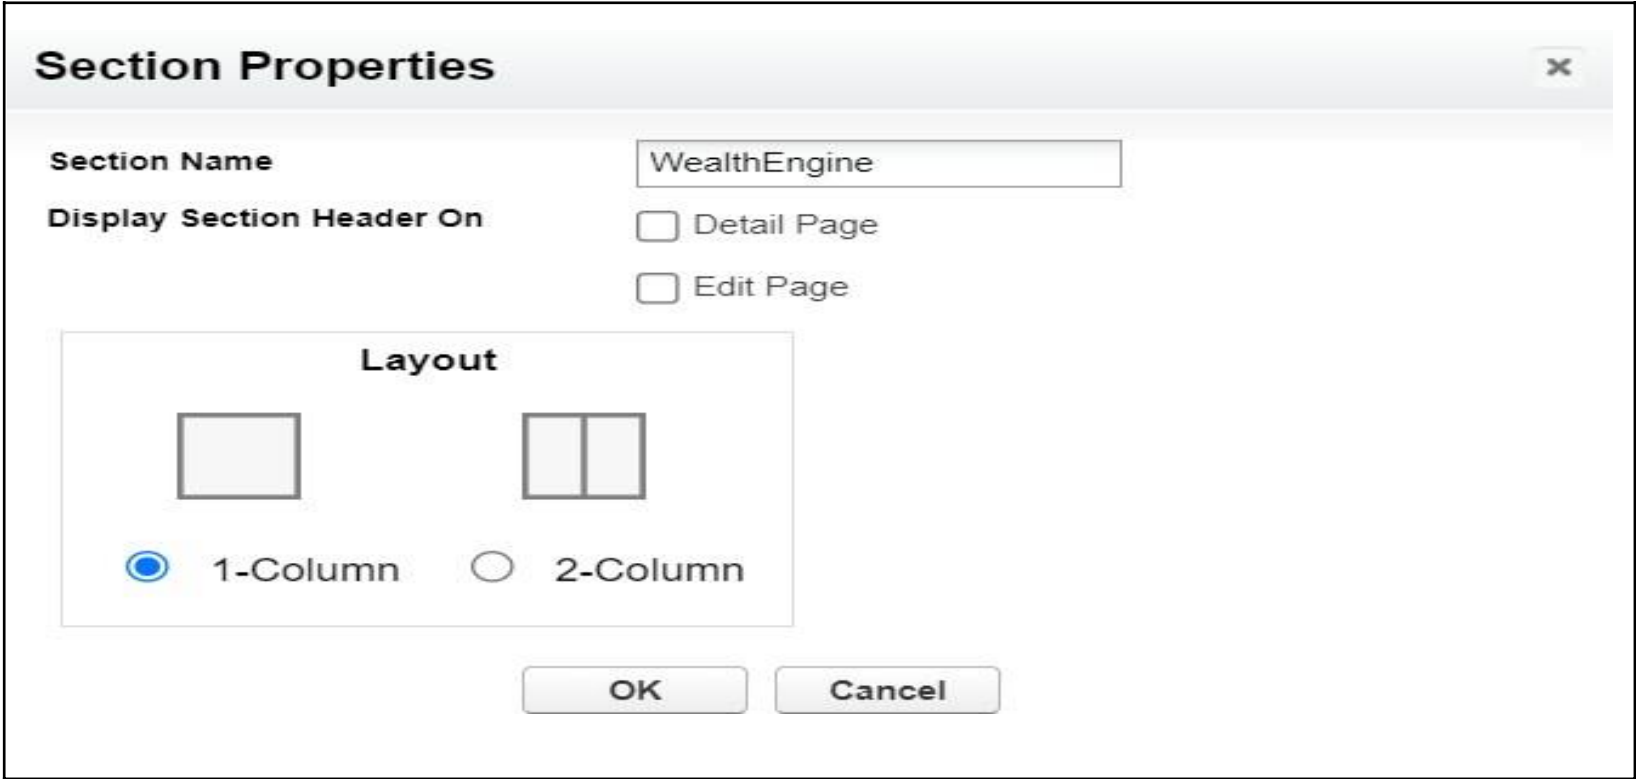 Section Properties
Section Name WealthEngine
Display Section Header On Detail Page
Edit Page
Layout
1-Column 2-Column
OK Cancel